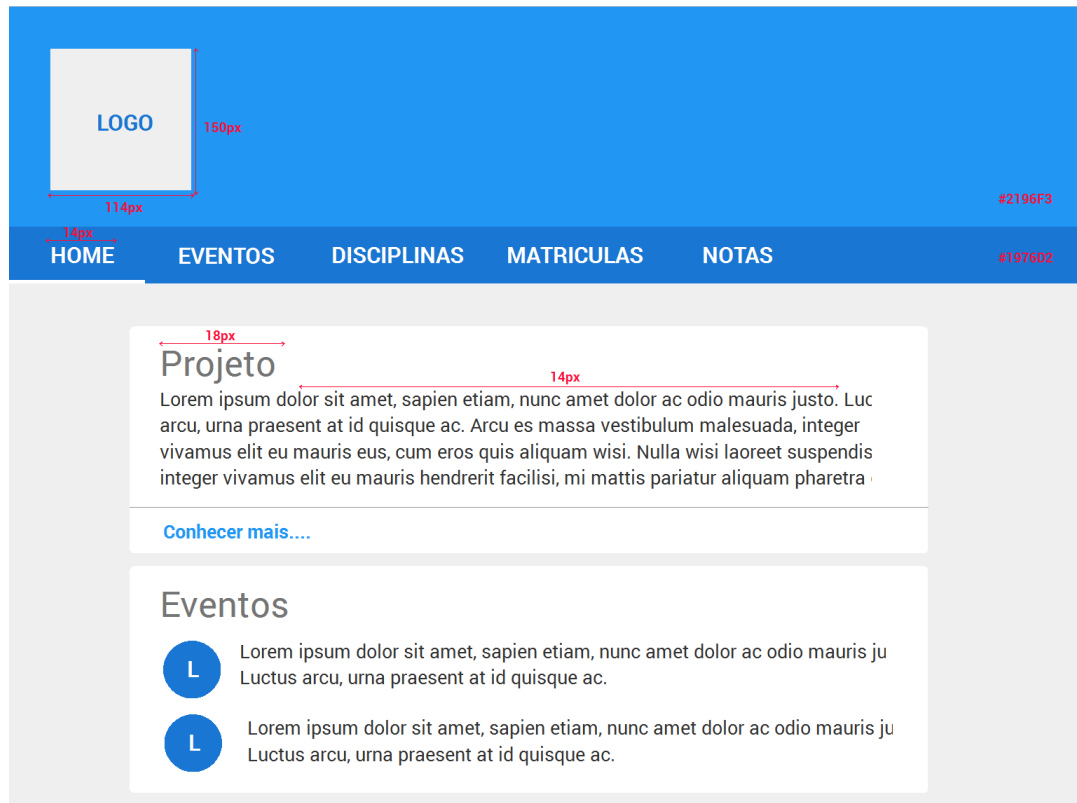 LOGO
150px
114px
#2196F3
14px
HOME EVENTOS DISCIPLINAS MATRICULAS NOTAS #1976D2
18px
Projeto
14px
Lorem ipsum dolor sit amet, sapien etiam, nunc amet dolor ac odio mauris justo. Luc
arcu, urna praesent at id quisque ac. Arcu es massa vestibulum malesuada, integer
vivamus elit eu mauris eus, cum eros quis aliquam wisi. Nulla wisi laoreet suspendis
integer vivamus elit eu mauris hendrerit facilisi, mi mattis pariatur aliquam pharetra
Conhecer mais....
Eventos
L
Lorem ipsum dolor sit amet, sapien etiam, nunc amet dolor ac odio mauris ju
Luctus arcu, urna praesent at id quisque ac.
L
Lorem ipsum dolor sit amet, sapien etiam, nunc amet dolor ac odio mauris ju
Luctus arcu, urna praesent at id quisque ac.